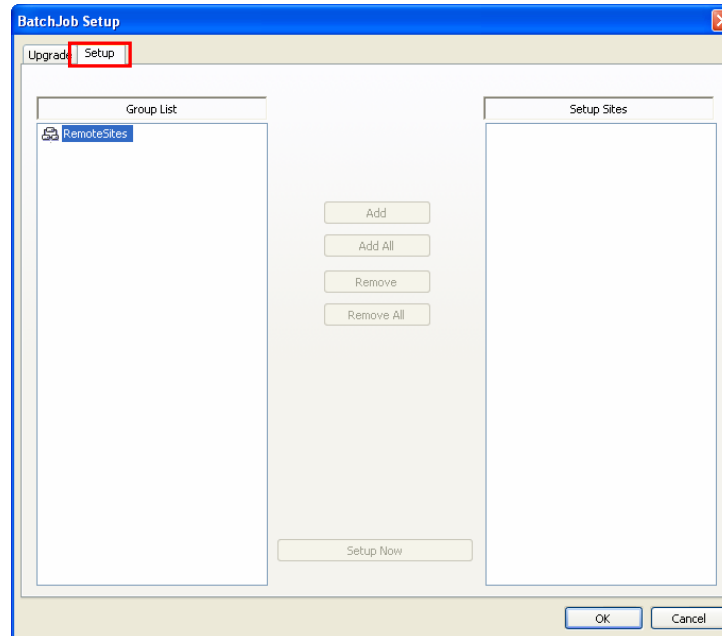 BatchJob Setup
Upgrade Setup
Group List
Setup Sites
RemoteSites
Add
Add All
Remove
Remove All
Setup Now
OK
Cancel